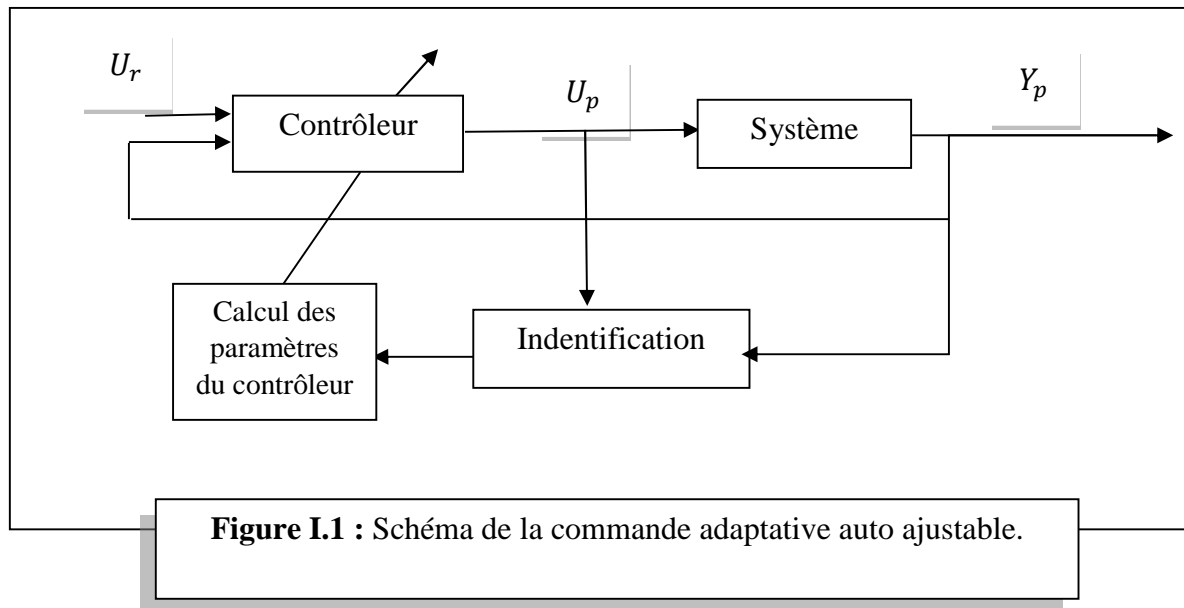 U_r
Contrôleur
U_p
Système
Y_p
Calcul des
paramètres
du contrôleur
Indentification
Figure I.1 : Schéma de la commande adaptative auto ajustable.